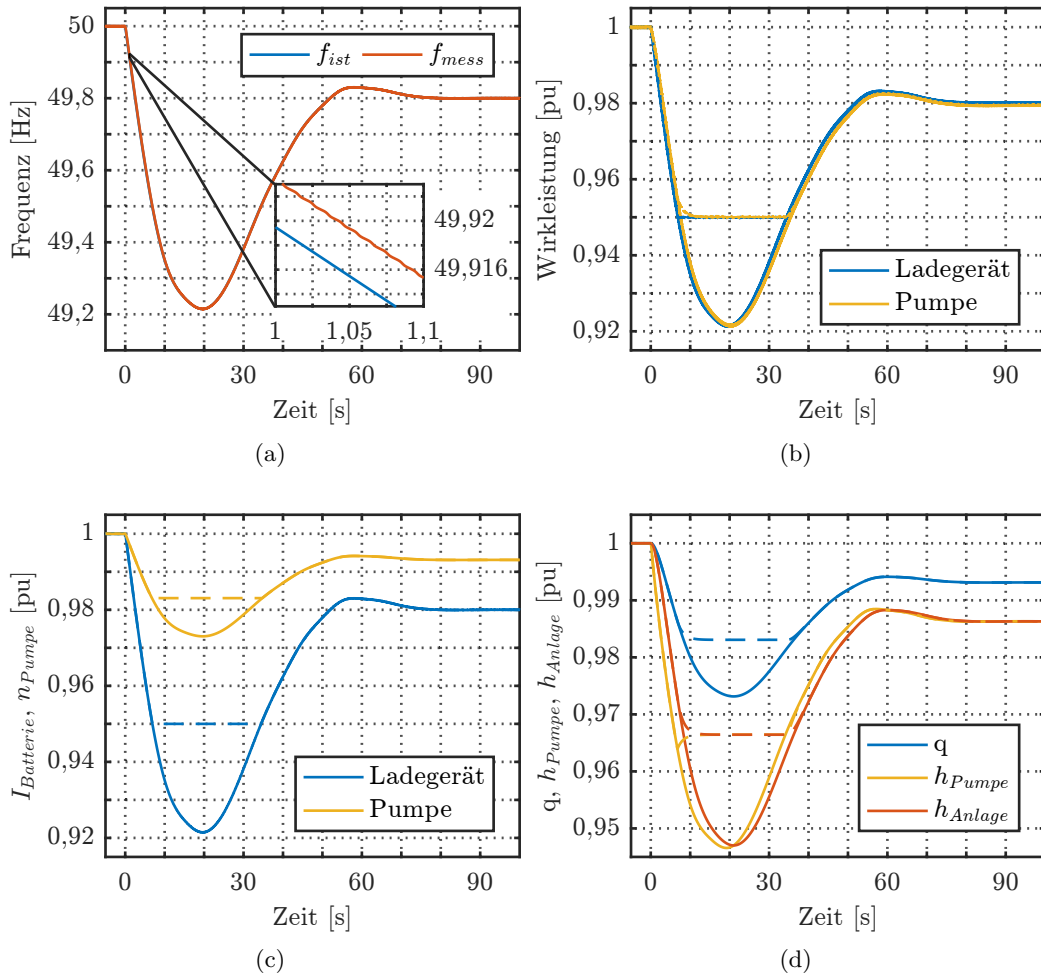 50
49,8
49,6
49,4
49,2
Frequenz [Hz]
f_ist f_mess
49,92
49,916
1 1,05 1,1
0 30 60 90
Zeit [s]
(a)
1
0,98
0,96
0,94
0,92
Wirkleistung [pu]
Ladegerät
Pumpe
0 30 60 90
Zeit [s]
(b)
1
0,98
0,96
0,94
0,92
I_Batterie, n_Pumpe [pu]
Ladegerät
Pumpe
0 30 60 90
Zeit [s]
(c)
1
0,99
0,98
0,97
0,96
0,95
q, h_Pumpe, h_Anlage [pu]
q
h_Pumpe
h_Anlage
0 30 60 90
Zeit [s]
(d)